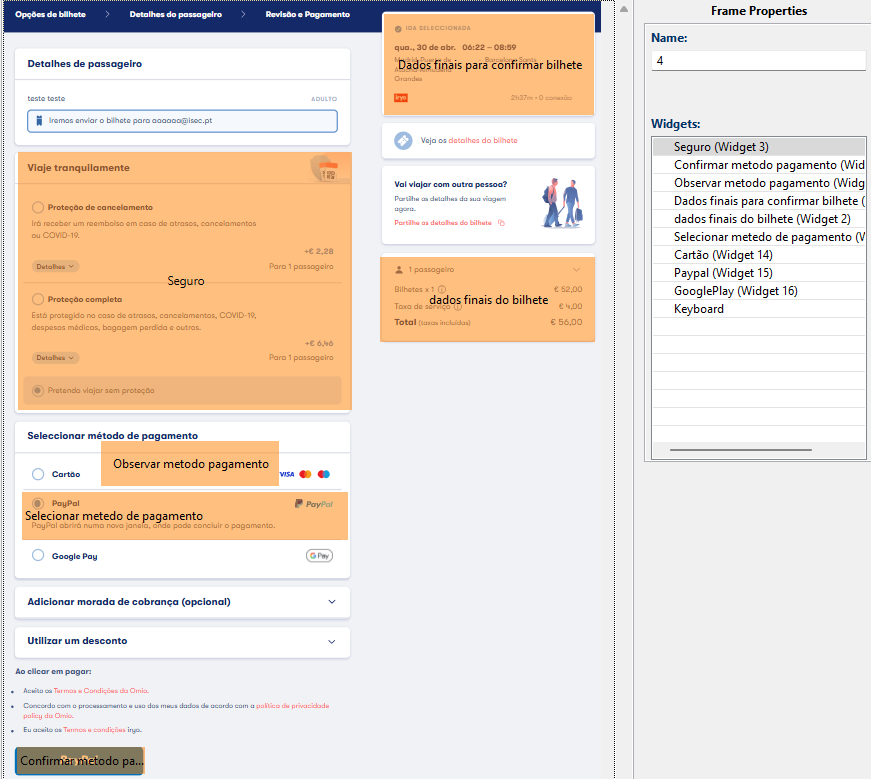 Opções de bilhete
Detalhes do passageiro
Revisão e Pagamento
Detalhes de passageiro
teste teste
ADULTO
Iremos enviar o bilhete para aaaaaa@isec.pt
Viaje tranquilamente
Proteção de cancelamento
Irá receber um reembolso em caso de atrasos, cancelamentos
ou COVID-19.
+€ 2,28
Detalhes
Para 1 passageiro
Seguro
Proteção completa
Está protegido no caso de atrasos, cancelamentos, COVID-19,
despesas médicas, bagagem perdida e outros.
+€ 6,46
Detalhes
Para 1 passageiro
Pretendo viajar sem proteção
Seleccionar método de pagamento
Observar metodo pagamento
Cartão
VISA
PayPal
PayPal
Selecionar metedo de pagamento
PayPal abrirá numa nova janela, onde pode concluir o pagamento.
Google Pay
G Pay
Adicionar morada de cobrança (opcional)
Utilizar um desconto
Ao clicar em pagar:
Aceito os Termos e Condições da Omio.
Concordo com o processamento e uso dos meus dados de acordo com a política de privacidade
policy da Omio.
Eu aceito os Termos e condições iryo.
Confirmar metodo pa...
IDA SELECCIONADA
qua., 30 de abr. 06:22 – 08:59
Dados finais para confirmar bilhete
Madrid-Puerta de
Barcelona Sants
Atocha-Almudena
Grandes
iryo
2h37m • 0 conexão
Veja os detalhes do bilhete
Vai viajar com outra pessoa?
Partilhe os detalhes da sua viagem
agora.
Partilhe os detalhes do bilhete
1 passageiro
Bilhetes x 1
€ 52,00
dados finais do bilhete
Taxa de serviço
€ 4,00
Total (taxas incluídas)
€ 56,00
Frame Properties
Name:
4
Widgets:
Seguro (Widget 3)
Confirmar metodo pagamento (Wid
Observar metodo pagamento (Widg
Dados finais para confirmar bilhete (
dados finais do bilhete (Widget 2)
Selecionar metedo de pagamento (W
Cartão (Widget 14)
Paypal (Widget 15)
GooglePlay (Widget 16)
Keyboard